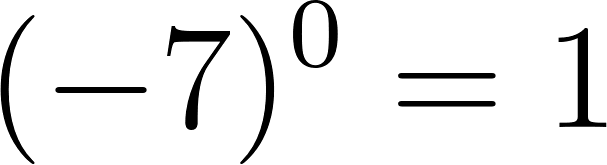 (−7)⁰ = 1